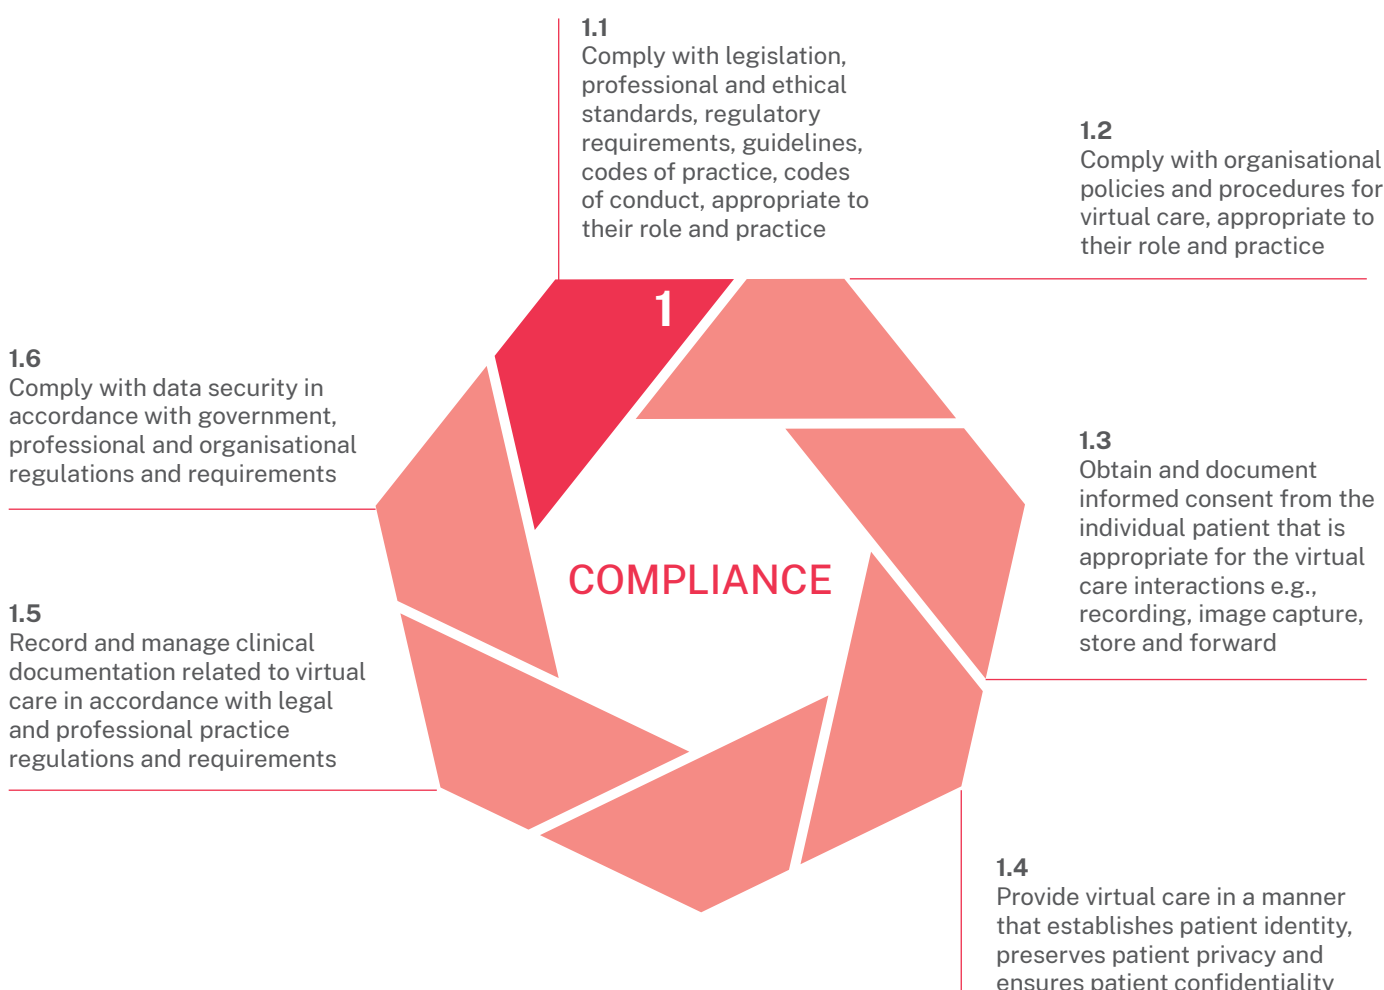 1.1
Comply with legislation,
professional and ethical
standards, regulatory
requirements, guidelines,
codes of practice, codes
of conduct, appropriate to
their role and practice
1.2
Comply with organisational
policies and procedures for
virtual care, appropriate to
their role and practice
1
1.6
Comply with data security in
accordance with government,
professional and organisational
regulations and requirements
1.3
Obtain and document
informed consent from the
individual patient that is
appropriate for the virtual
care interactions e.g.,
recording, image capture,
store and forward
COMPLIANCE
1.5
Record and manage clinical
documentation related to virtual
care in accordance with legal
and professional practice
regulations and requirements
1.4
Provide virtual care in a manner
that establishes patient identity,
preserves patient privacy and
ensures patient confidentiality